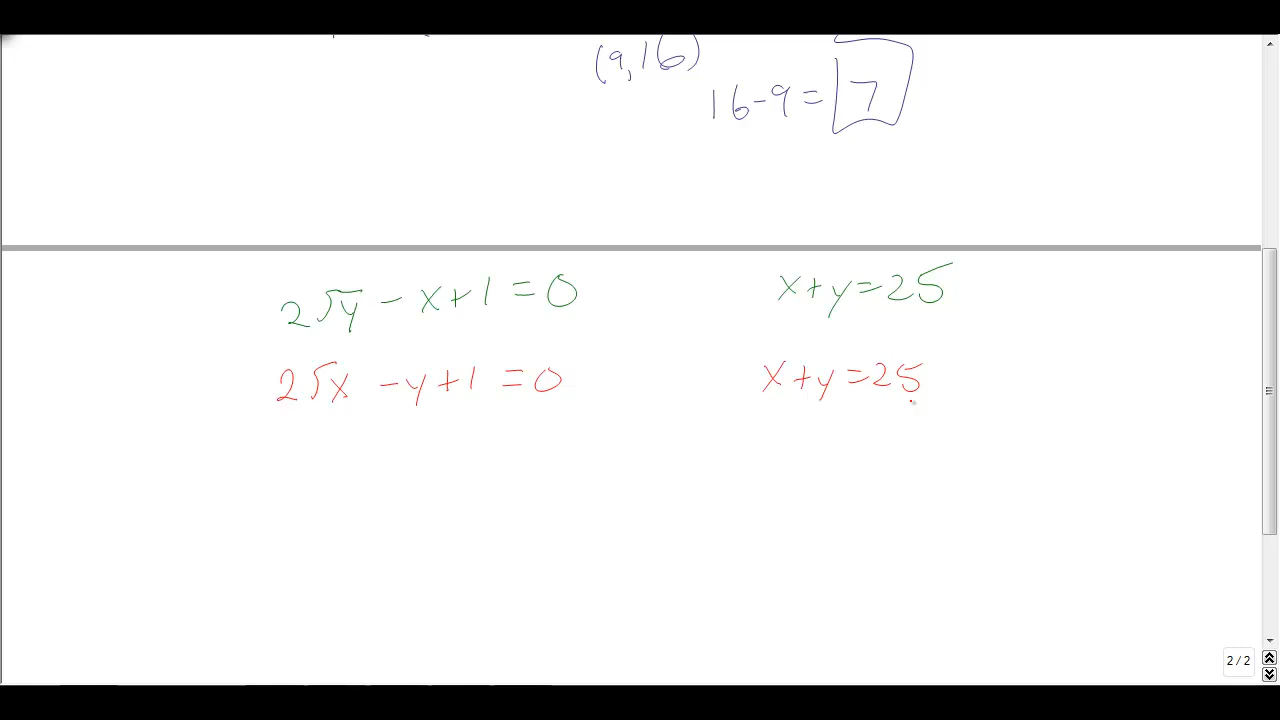 (9,16)
16-9=7
2√y - x+1=0
x+y=25
2√x -y+1=0
x+y=25
2/2